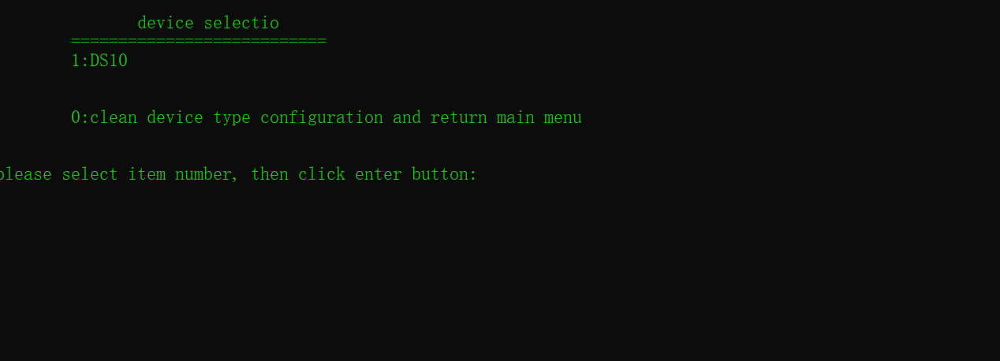 device selectio
===========================
1:DS10
0:clean device type configuration and return main menu
please select item number, then click enter button: